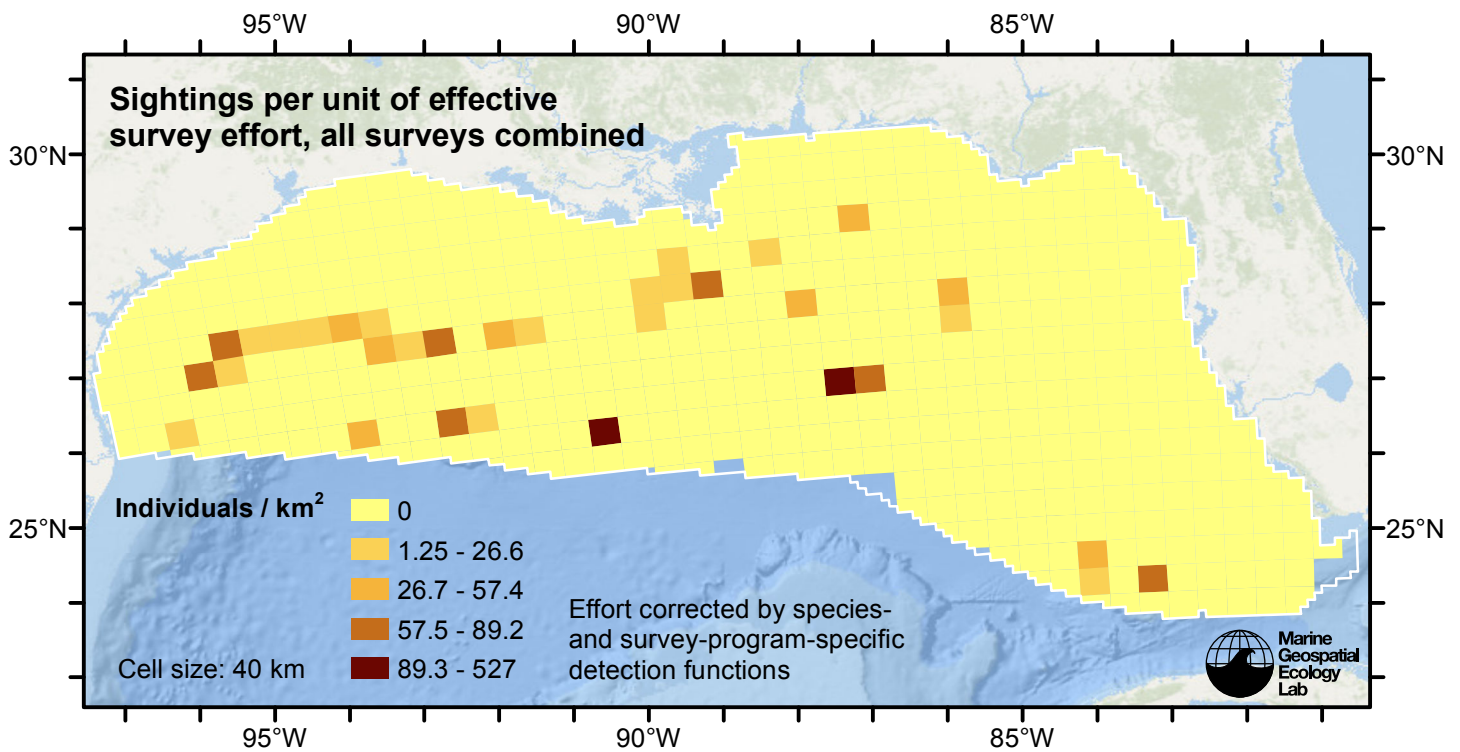 95°W 90°W 85°W
Sightings per unit of effective
survey effort, all surveys combined
30°N 30°N
25°N 25°N
Individuals / km²
0
1.25 - 26.6
26.7 - 57.4
57.5 - 89.2
89.3 - 527
Cell size: 40 km
Effort corrected by species-
and survey-program-specific
detection functions
Marine
Geospatial
Ecology
Lab
95°W 90°W 85°W